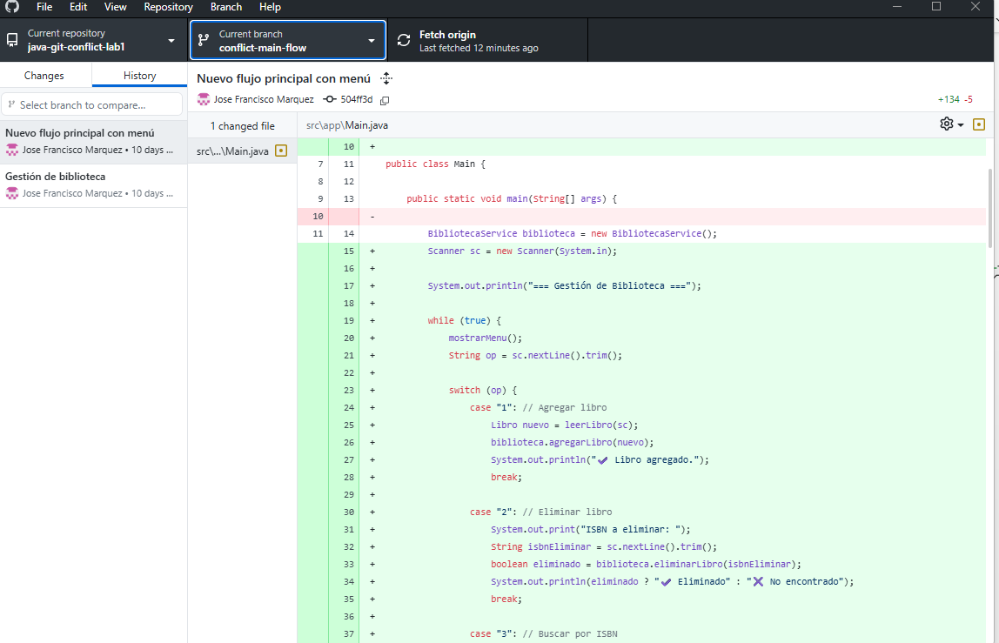 File Edit View Repository Branch Help
Current repository
java-git-conflict-lab1
Current branch
conflict-main-flow
Fetch origin
Last fetched 12 minutes ago
Changes History
Select branch to compare...
Nuevo flujo principal con menú
Jose Francisco Marquez • 10 days ...
Gestión de biblioteca
Jose Francisco Marquez • 10 days ...
Nuevo flujo principal con menú
Jose Francisco Marquez 504ff3d +134 -5
1 changed file
src\...\Main.java
src\app\Main.java
10 +
7 11 public class Main {
8 12
9 13 public static void main(String[] args) {
10 -
11 14 BibliotecaService biblioteca = new BibliotecaService();
15 + Scanner sc = new Scanner(System.in);
16 +
17 + System.out.println("=== Gestión de Biblioteca ===");
18 +
19 + while (true) {
20 + mostrarMenu();
21 + String op = sc.nextLine().trim();
22 +
23 + switch (op) {
24 + case "1": // Agregar libro
25 + Libro nuevo = leerLibro(sc);
26 + biblioteca.agregarLibro(nuevo);
27 + System.out.println("✔ Libro agregado.");
28 + break;
29 +
30 + case "2": // Eliminar libro
31 + System.out.print("ISBN a eliminar: ");
32 + String isbnEliminar = sc.nextLine().trim();
33 + boolean eliminado = biblioteca.eliminarLibro(isbnEliminar);
34 + System.out.println(eliminado ? "✔ Eliminado" : "❌ No encontrado");
35 + break;
36 +
37 + case "3": // Buscar por ISBN